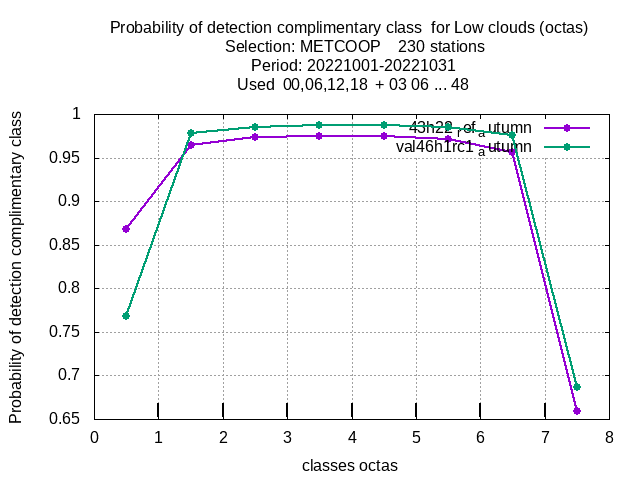 Probability of detection complimentary class  for Low clouds (octas)
Selection: METCOOP    230 stations
Period: 20221001-20221031
Used  00,06,12,18  + 03 06 ... 48
Probability of detection complimentary class
1
0.95
0.9
0.85
0.8
0.75
0.7
0.65
43h22_ref_autumn
val46h1rc1_autumn
0 1 2 3 4 5 6 7 8
classes octas